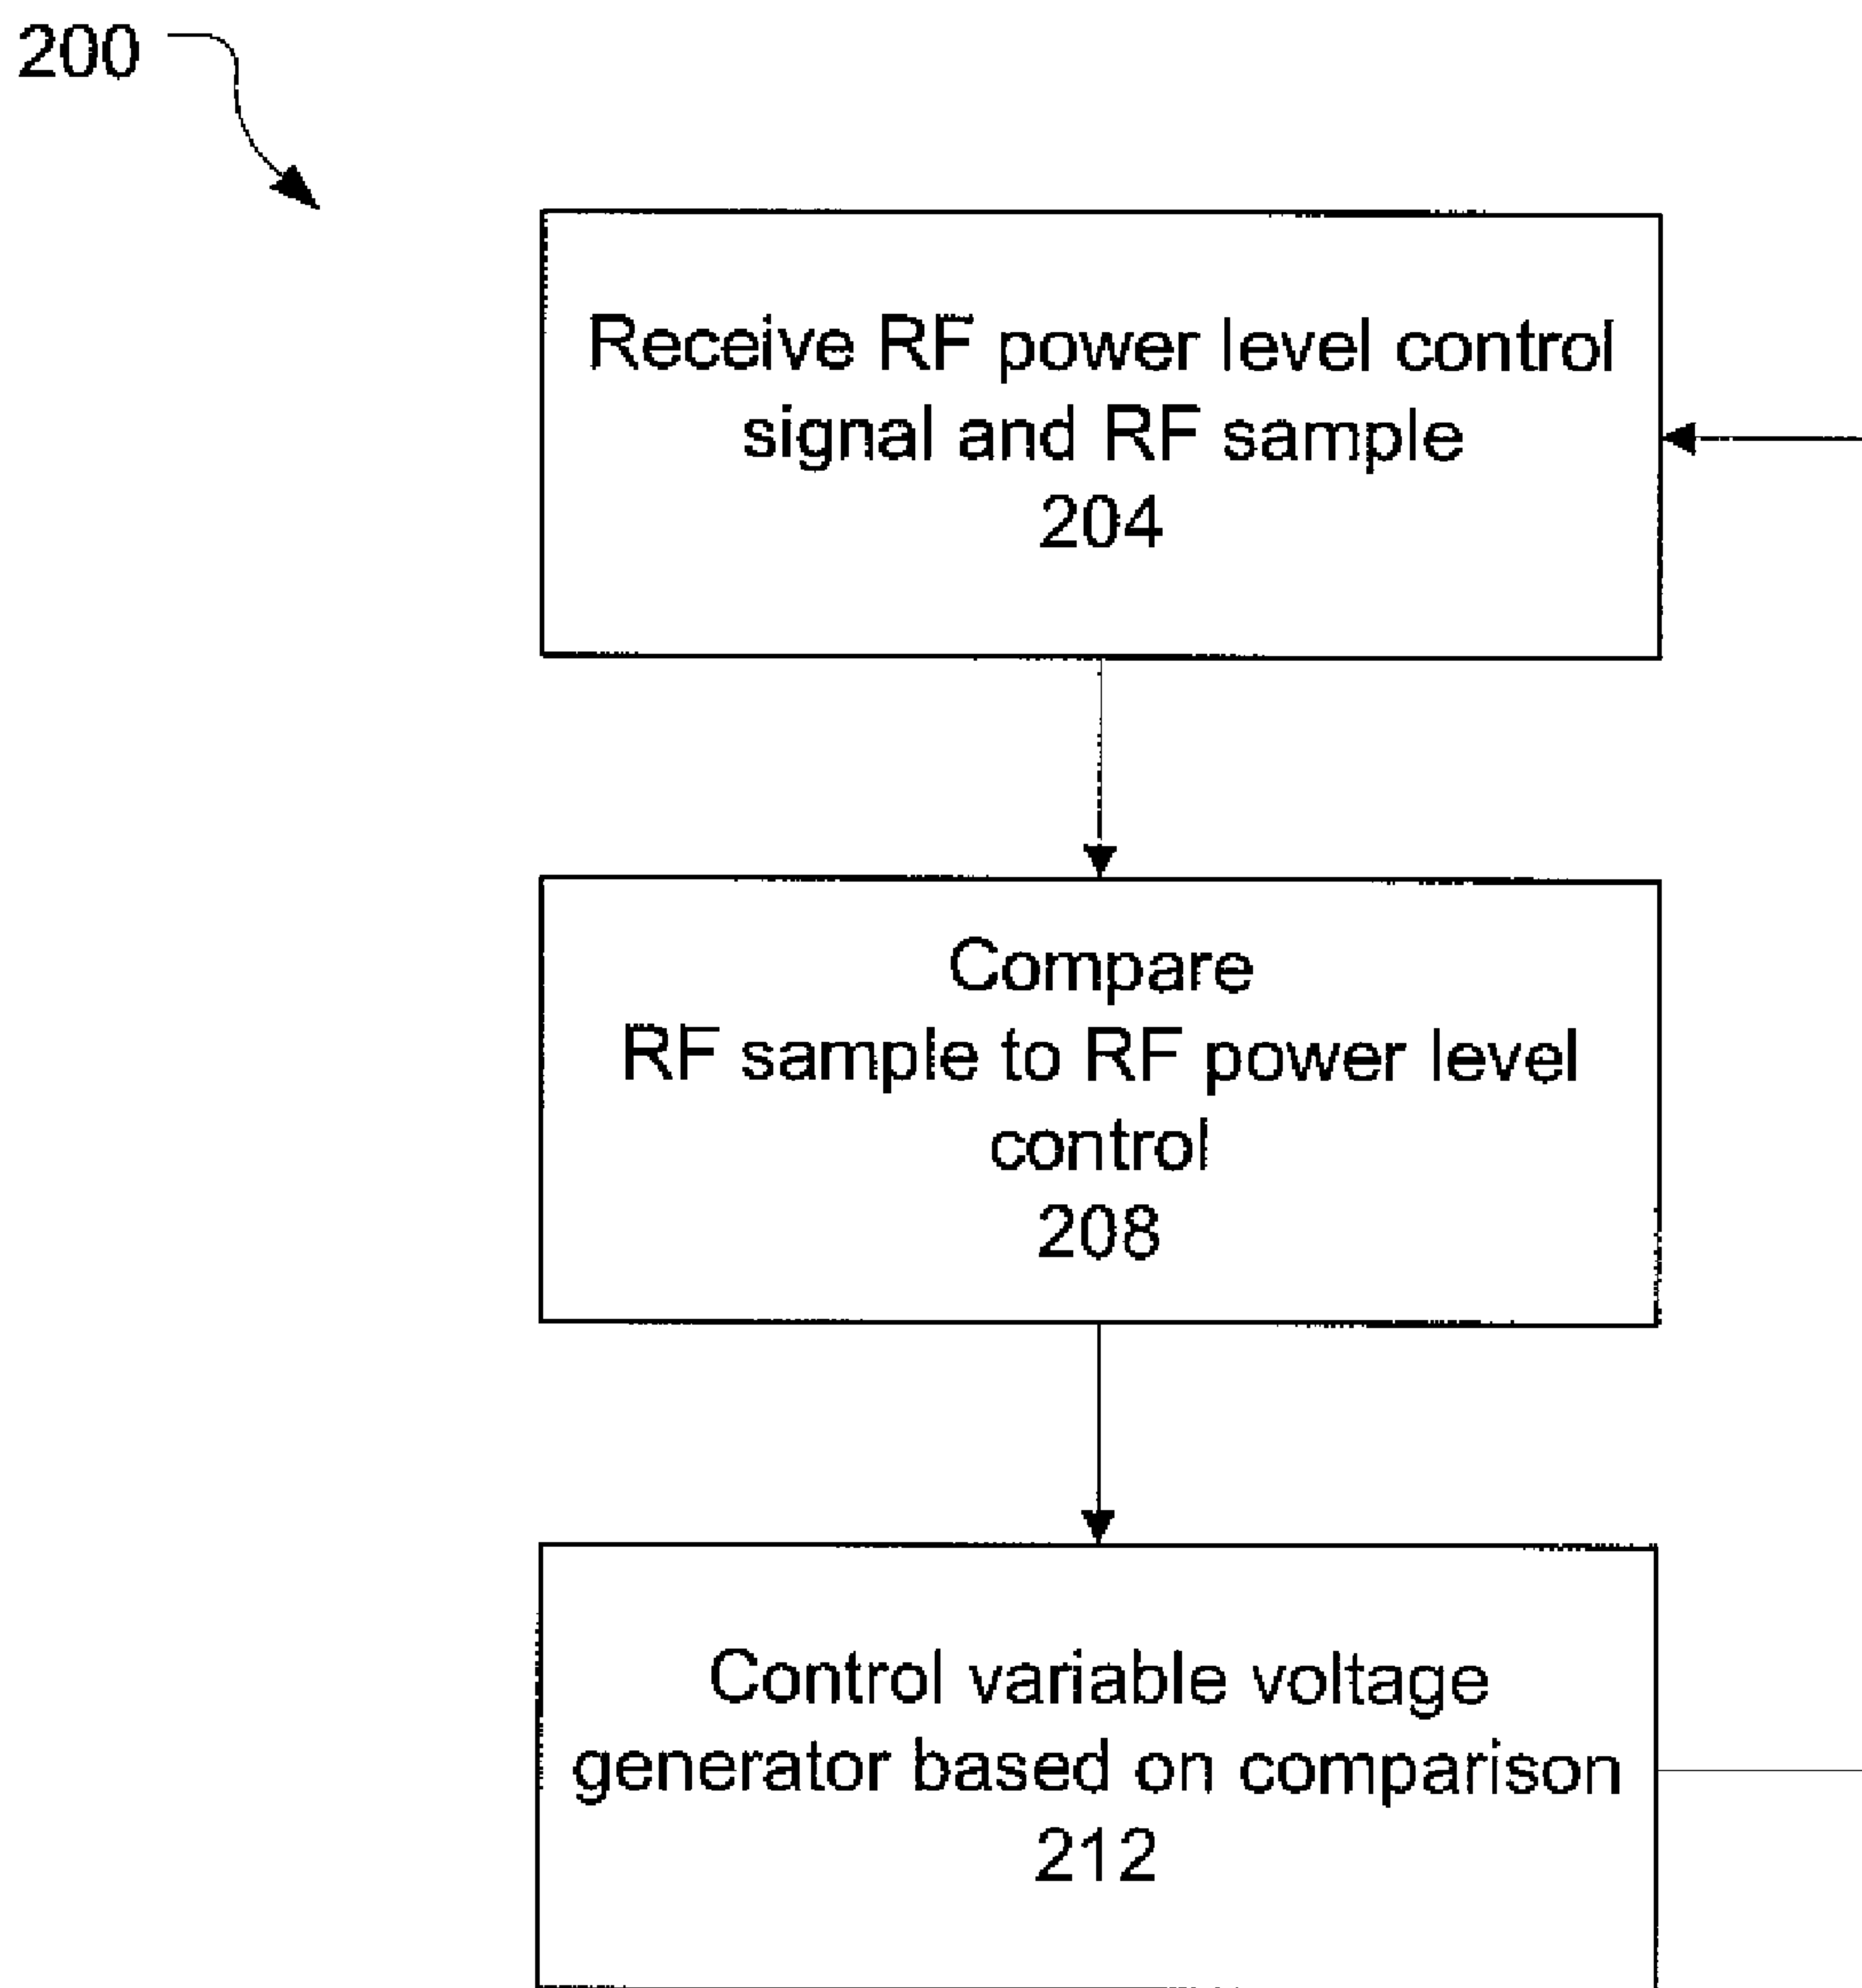 200
Receive RF power level control
signal and RF sample
204
Compare
RF sample to RF power level
control
208
Control variable voltage
generator based on comparison
212